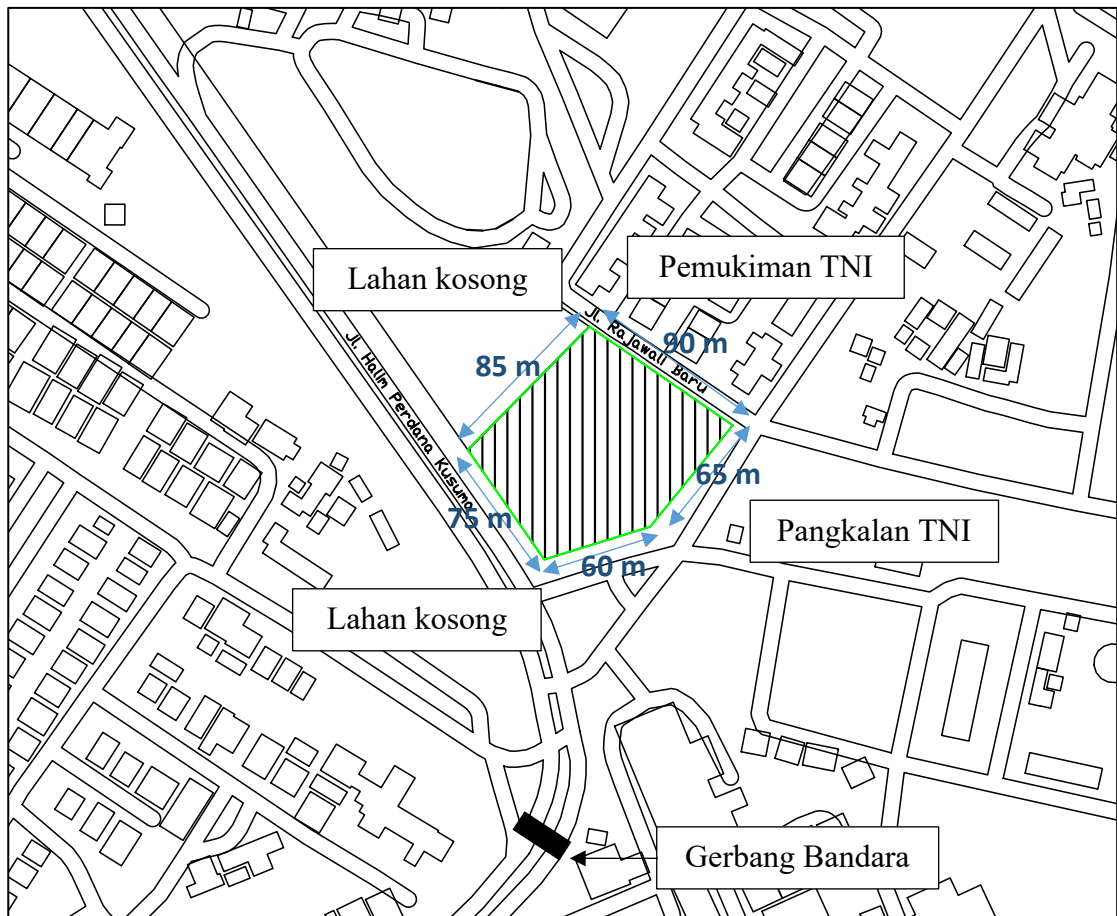 Lahan kosong
Pemukiman TNI
Jl. Rajawali Baru
90 m
85 m
Jl. Halim Perdana Kusuma
65 m
75 m
Pangkalan TNI
60 m
Lahan kosong
Gerbang Bandara